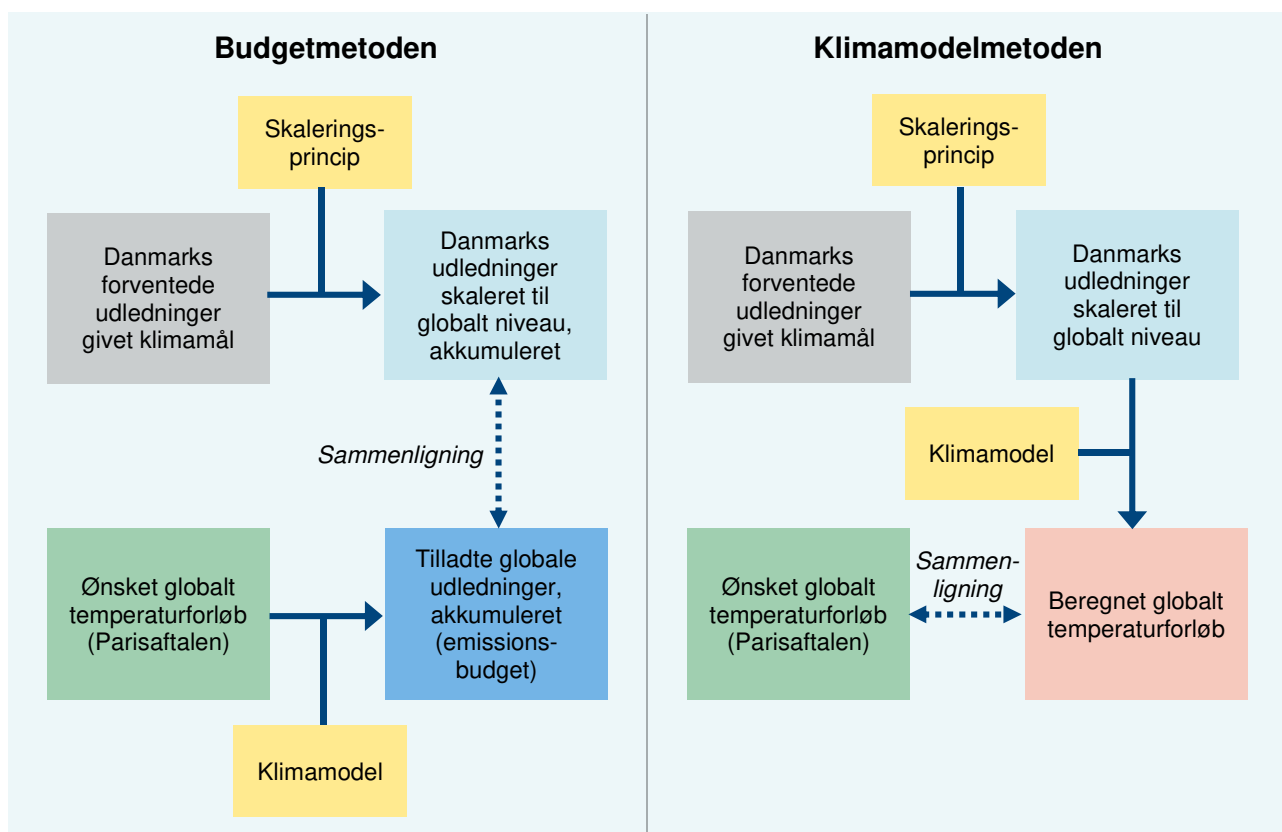 Budgetmetoden
Skalerings-
princip
Danmarks
forventede
udledninger
givet klimamål
Danmarks
udledninger
skaleret til
globalt niveau,
akkumuleret
Sammenligning
Ønsket globalt
temperaturforløb
(Parisaftalen)
Tilladte globale
udledninger,
akkumuleret
(emissions-
budget)
Klimamodel
Klimamodelmetoden
Skalerings-
princip
Danmarks
forventede
udledninger
givet klimamål
Danmarks
udledninger
skaleret til
globalt niveau
Klimamodel
Ønsket globalt
temperaturforløb
(Parisaftalen)
Sammen-
ligning
Beregnet globalt
temperaturforløb